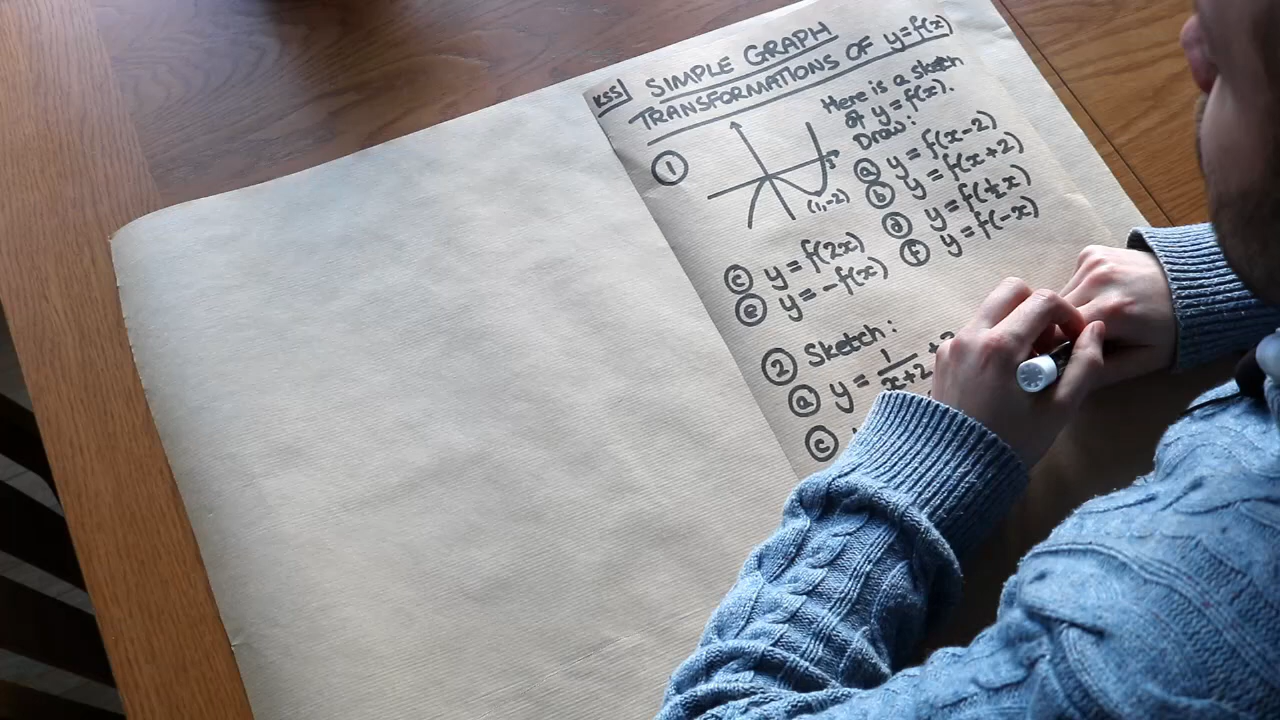 KS5 SIMPLE GRAPH
TRANSFORMATIONS OF y=f(x)
① Here is a sketch
of y=f(x).
Draw:
(1,-2)
ⓐ y=f(x-2)
ⓑ y=f(x+2)
ⓒ y=f(2x)
ⓓ y=f(½x)
ⓔ y=-f(x)
ⓕ y=f(-x)
② Sketch:
ⓐ y = 1/x+2 +
ⓒ